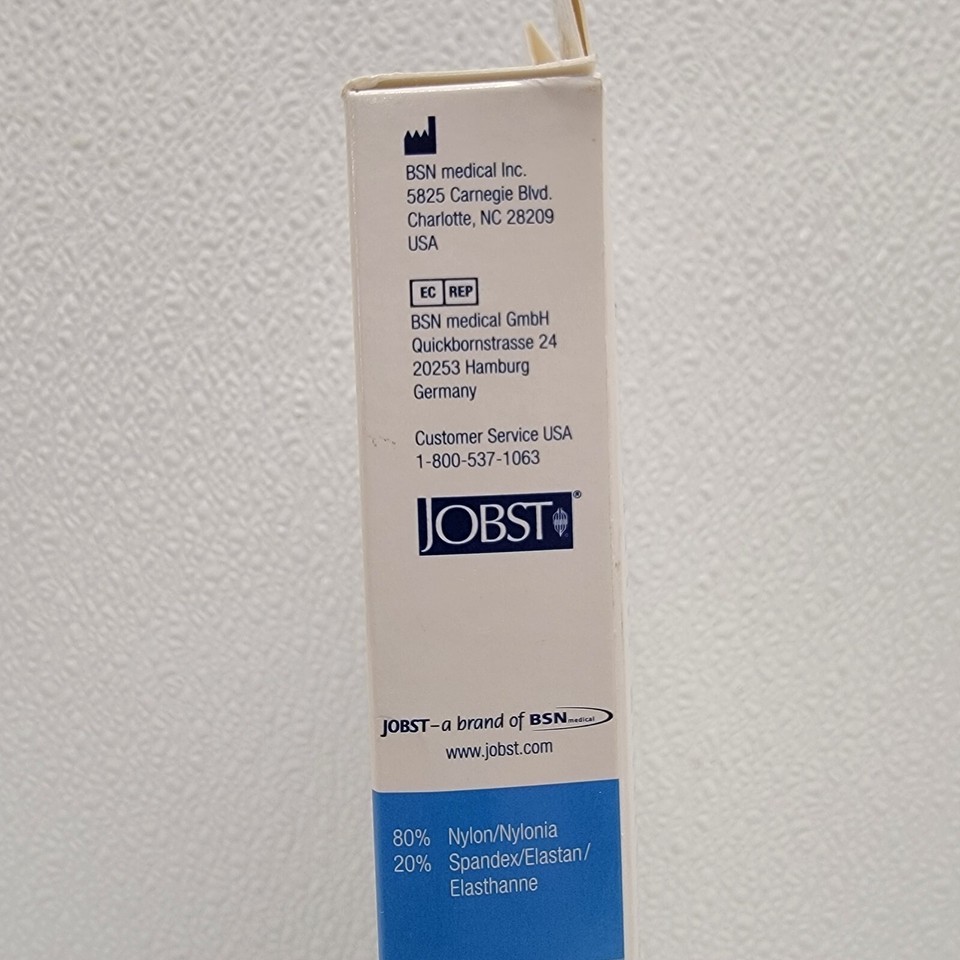 BSN medical Inc.
5825 Carnegie Blvd.
Charlotte, NC 28209
USA
EC REP
BSN medical GmbH
Quickbornstrasse 24
20253 Hamburg
Germany
Customer Service USA
1-800-537-1063
JOBST®
JOBST–a brand of BSN medical
www.jobst.com
80% Nylon/Nylonia
20% Spandex/Elastan/
Elasthanne